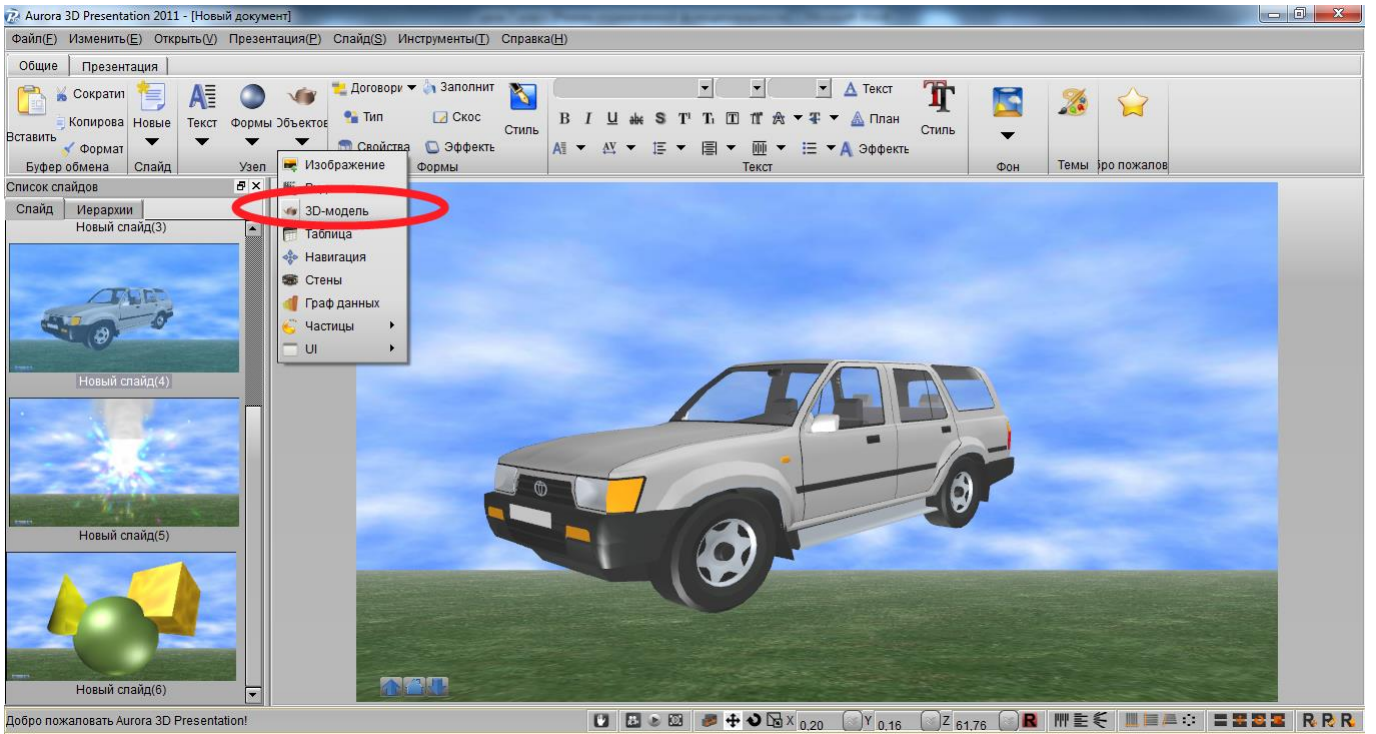 Aurora 3D Presentation 2011 - [Новый документ]
Файл(F) Изменить(E) Открыть(V) Презентация(P) Слайд(S) Инструменты(T) Справка(H)
Общие Презентация
Вставить
Сократип
Копирова
Формат
Буфер обмена
Новые
Слайд
Текст
Формы
Объектов
Узел
Договори
Тип
Свойства
Заполнит
Скос
Эффекть
Стиль
Формы
Текст
План
Эффекть
Стиль
Текст
Фон
Темы
Список слайдов
Слайд Иерархии
Новый слайд(3)
Новый слайд(4)
Новый слайд(5)
Новый слайд(6)
Изображение
3D-модель
Таблица
Навигация
Стены
Граф данных
Частицы
UI
Добро пожаловать Aurora 3D Presentation!
X 0,20 Y 0,16 Z 61,76